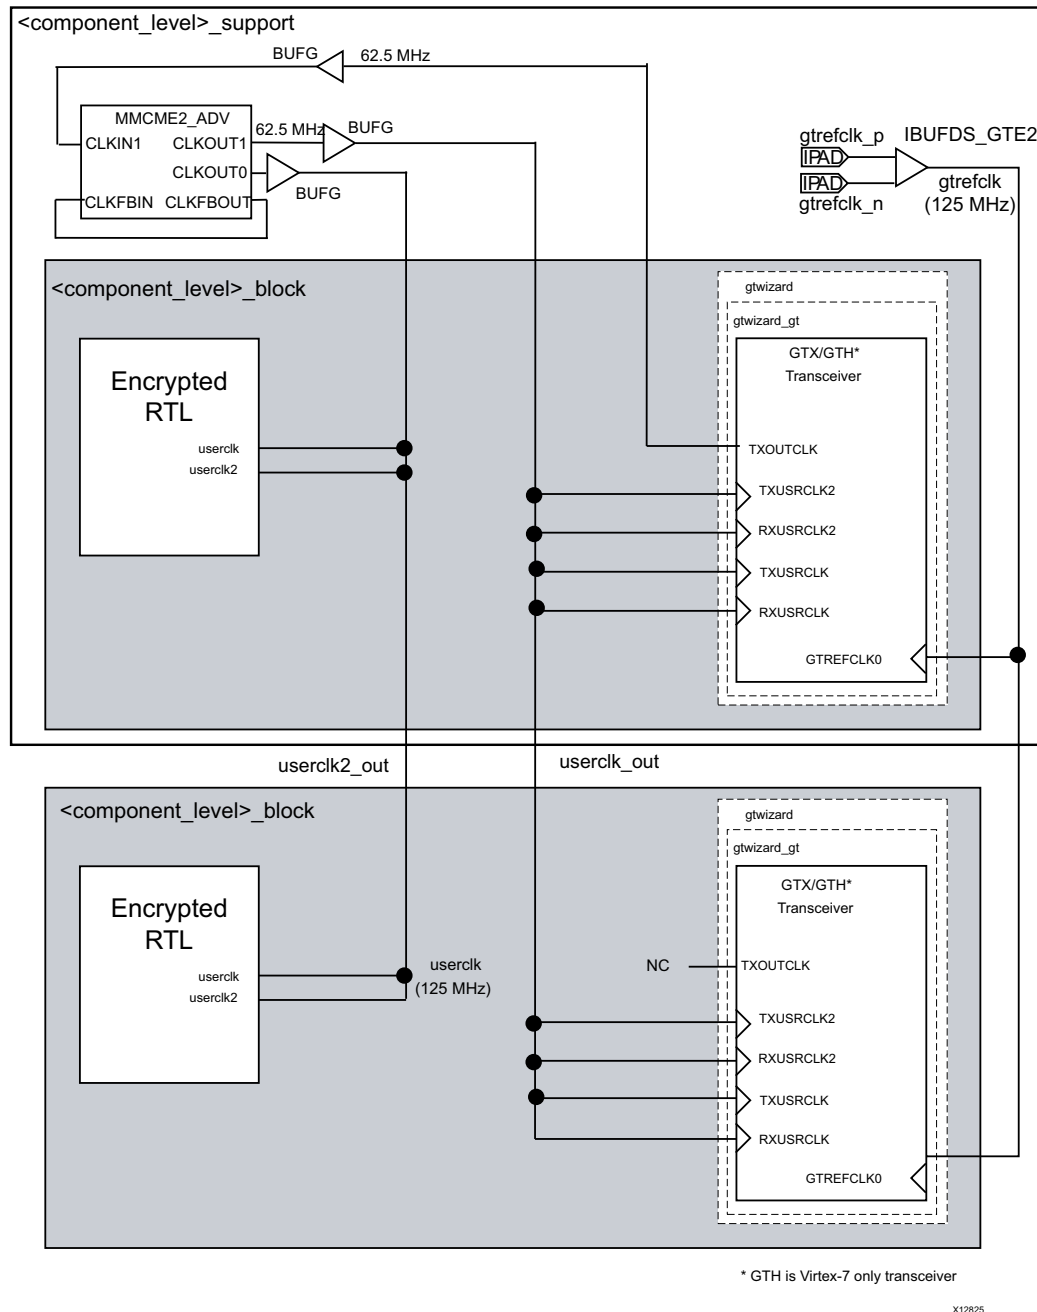 <component_level>_support
BUFG
62.5 MHz
MMCME2_ADV
CLKIN1 CLKOUT1
62.5 MHz
BUFG
CLKOUT0
BUFG
CLKFBIN CLKFBOUT
gtrefclk_p
IBUFDS_GTE2
IPAD
IPAD
gtrefclk
gtrefclk_n
(125 MHz)
<component_level>_block
gtwizard
gtwizard_gt
GTX/GTH*
Transceiver
Encrypted
RTL
userclk
userclk2
TXOUTCLK
TXUSRCLK2
RXUSRCLK2
TXUSRCLK
RXUSRCLK
GTREFCLK0
userclk2_out
userclk_out
<component_level>_block
gtwizard
gtwizard_gt
GTX/GTH*
Transceiver
Encrypted
RTL
userclk
userclk2
userclk
(125 MHz)
NC
TXOUTCLK
TXUSRCLK2
RXUSRCLK2
TXUSRCLK
RXUSRCLK
GTREFCLK0
* GTH is Virtex-7 only transceiver
X12825